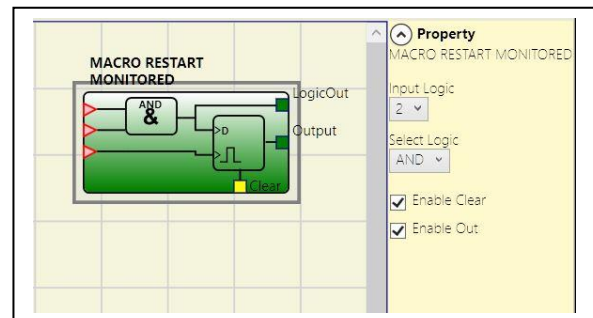 MACRO RESTART
MONITORED
AND
&
D
LogicOut
Output
Clear
Property
MACRO RESTART MONITORED
Input Logic
2
Select Logic
AND
Enable Clear
Enable Out